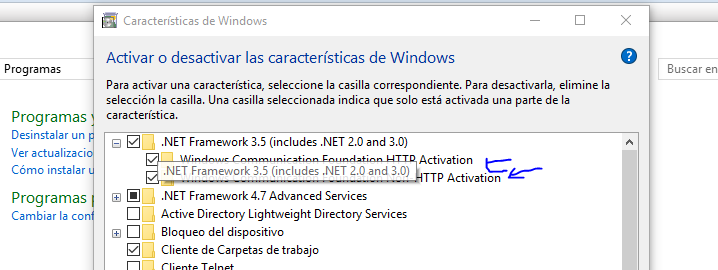 Características de Windows
Activar o desactivar las características de Windows
Para activar una característica, seleccione la casilla correspondiente. Para desactivarla, elimine la
selección la casilla. Una casilla seleccionada indica que solo está activada una parte de la
característica.
.NET Framework 3.5 (includes .NET 2.0 and 3.0)
Windows Communication Foundation HTTP Activation
.NET Framework 3.5 (includes .NET 2.0 and 3.0)
Windows Communication Foundation Non-HTTP Activation
.NET Framework 4.7 Advanced Services
Active Directory Lightweight Directory Services
Bloqueo del dispositivo
Cliente de Carpetas de trabajo
Cliente Telnet
Programas
Buscar en
Programas y
Desinstalar un p
Ver actualizacio
Cómo instalar u
Programas p
Cambiar la conf